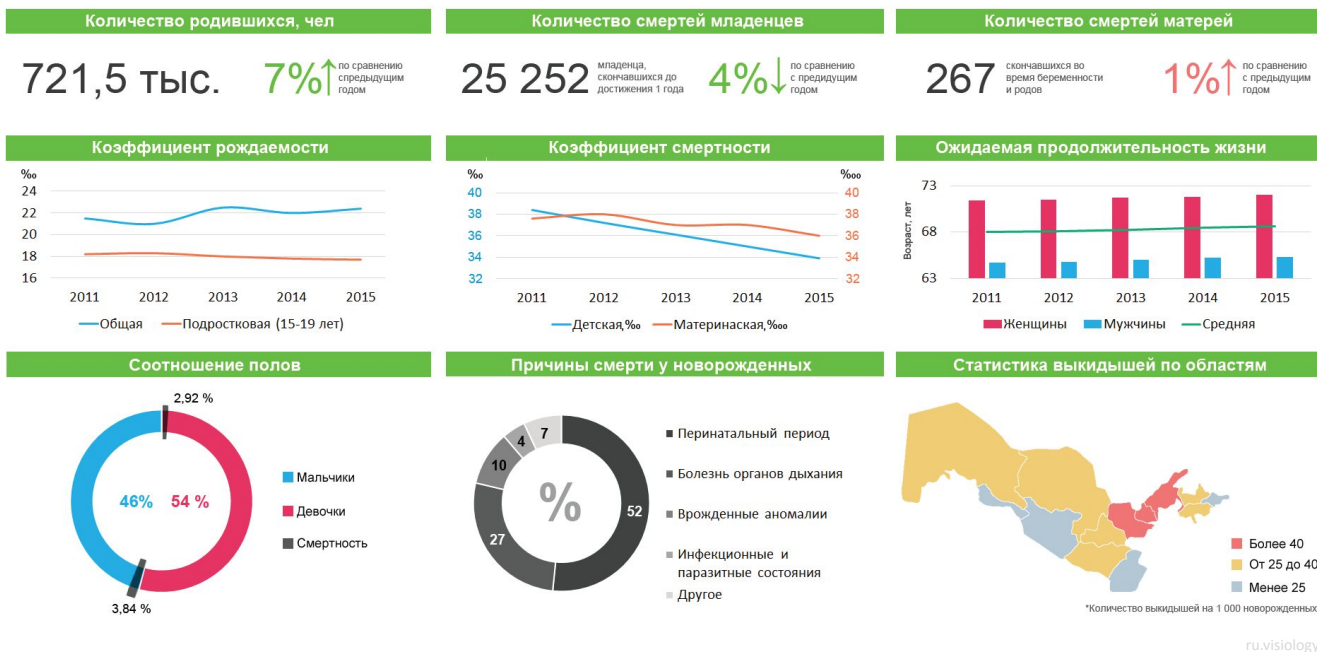 Количество родившихся, чел
721,5 тыс.
7%↑
по сравнению
спредыдущим
годом
Количество смертей младенцев
25 252
младенца,
скончавшихся до
достижения 1 года
4%↓
по сравнению
с предидущим
годом
Количество смертей матерей
267
скончавшихся во
время беременности
и родов
1%↑
по сравнению
с предыдущим
годом
Коэффициент рождаемости
‰
24
22
20
18
16
2011 2012 2013 2014 2015
Общая Подростковая (15-19 лет)
Коэффициент смертности
‰ ‱
40 40
38 38
36 36
34 34
32 32
2011 2012 2013 2014 2015
Детская,‰ Материнаская,‱
Ожидаемая продолжительность жизни
Возраст, лет
73
68
63
2011 2012 2013 2014 2015
Женщины Мужчины Средняя
Соотношение полов
2,92 %
46% 54 %
3,84 %
Мальчики
Девочки
Смертность
Причины смерти у новорожденных
7
4
10
%
52
27
Перинатальный период
Болезнь органов дыхания
Врожденные аномалии
Инфекционные и
паразитные состояния
Другое
Статистика выкидышей по областям
Более 40
От 25 до 40
Менее 25
*Количество выкидышей на 1 000 новорожденных
ru.visiology